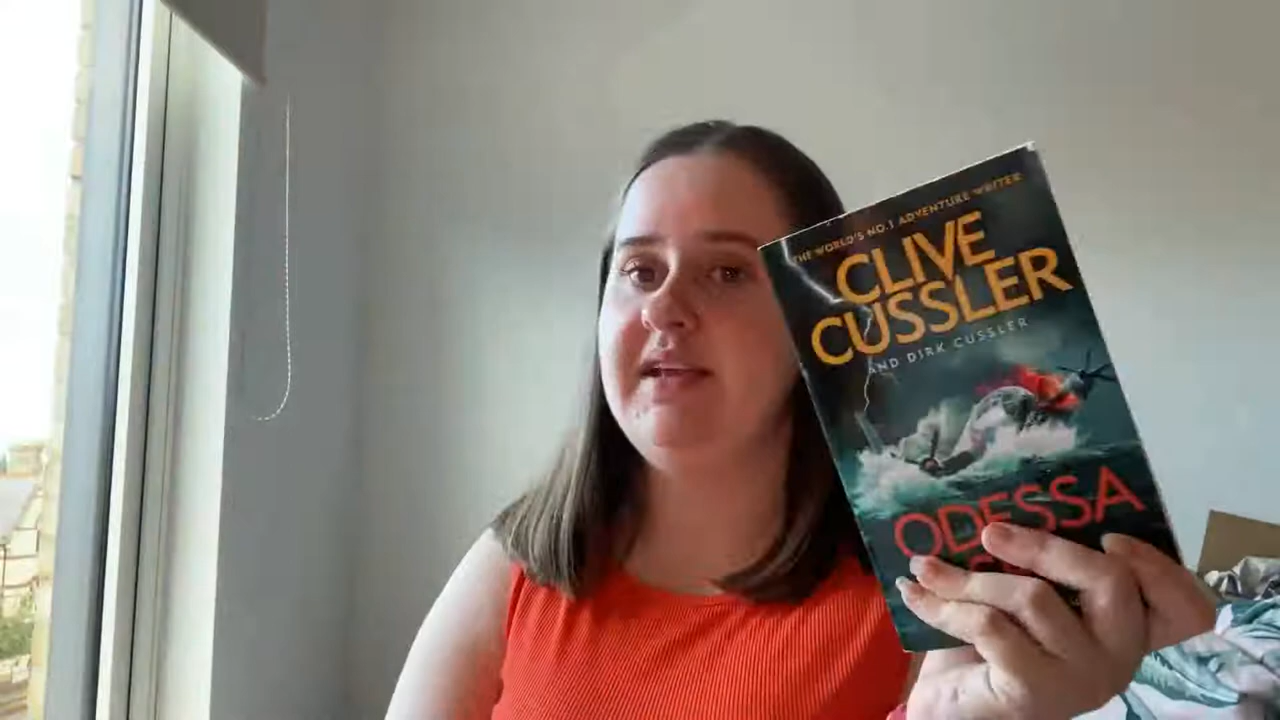 THE WORLD'S NO.1 ADVENTURE WRITER
CLIVE
CUSSLER
AND DIRK CUSSLER
ODESSA